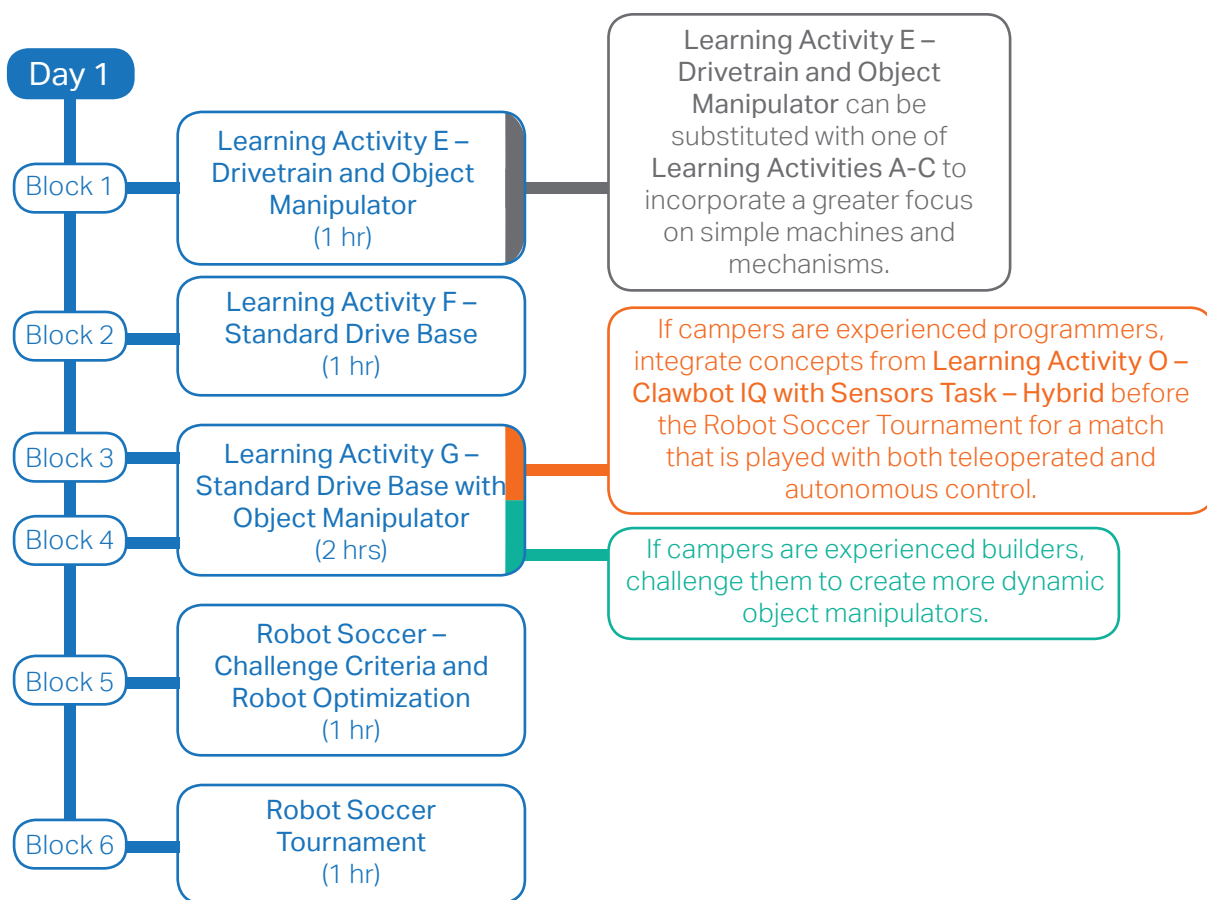 Day 1
Block 1
Learning Activity E –
Drivetrain and Object
Manipulator
(1 hr)
Learning Activity E –
Drivetrain and Object
Manipulator can be
substituted with one of
Learning Activities A-C to
incorporate a greater focus
on simple machines and
mechanisms.
Block 2
Learning Activity F –
Standard Drive Base
(1 hr)
Block 3
Block 4
Learning Activity G –
Standard Drive Base with
Object Manipulator
(2 hrs)
If campers are experienced programmers,
integrate concepts from Learning Activity O –
Clawbot IQ with Sensors Task – Hybrid before
the Robot Soccer Tournament for a match
that is played with both teleoperated and
autonomous control.
If campers are experienced builders,
challenge them to create more dynamic
object manipulators.
Block 5
Robot Soccer –
Challenge Criteria and
Robot Optimization
(1 hr)
Block 6
Robot Soccer
Tournament
(1 hr)